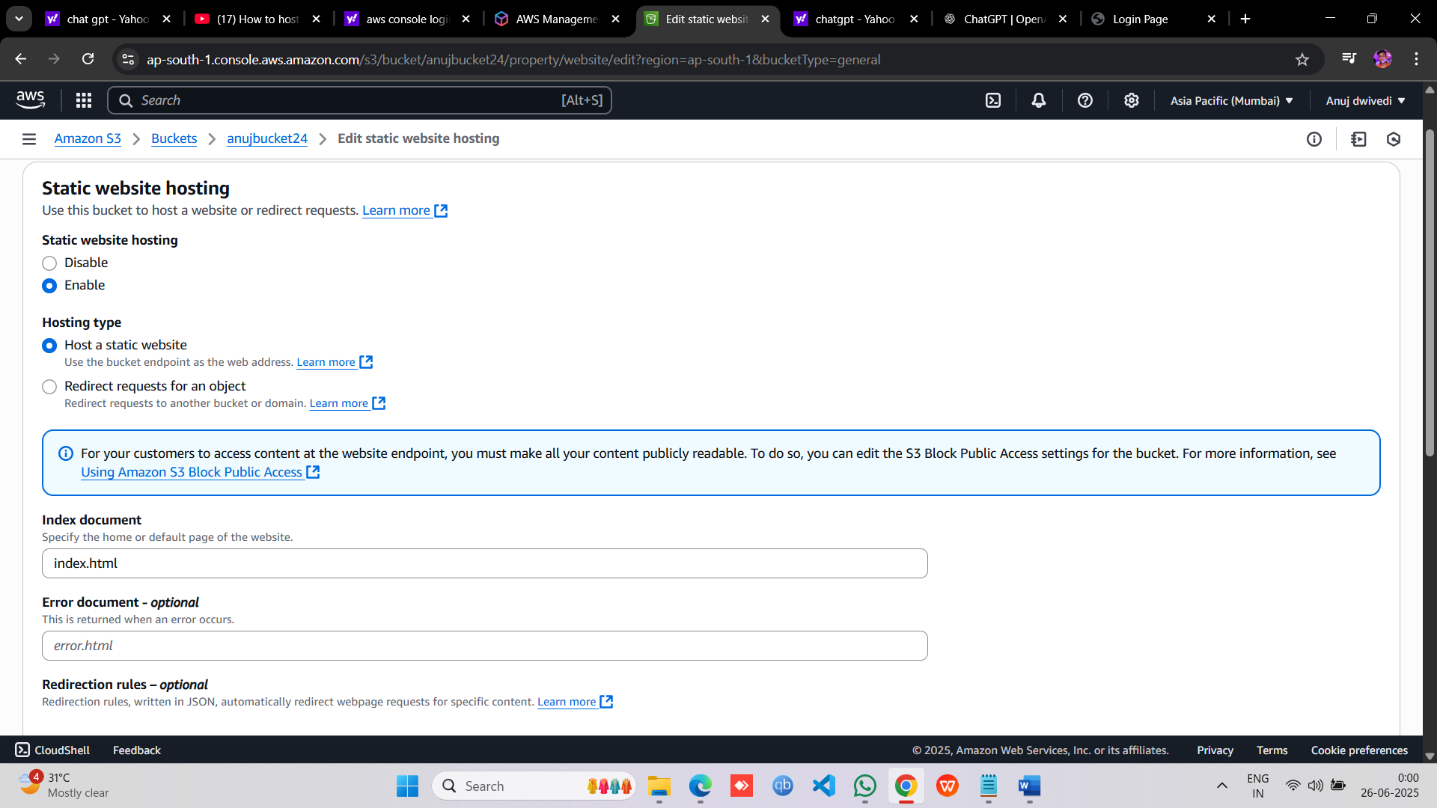 chat gpt - Yahoo
(17) How to host
aws console logi
AWS Manageme
Edit static websit
chatgpt - Yahoo
ChatGPT | OpenA
Login Page
ap-south-1.console.aws.amazon.com/s3/bucket/anujbucket24/property/website/edit?region=ap-south-1&bucketType=general
aws
Search
[Alt+S]
Asia Pacific (Mumbai)
Anuj dwivedi
Amazon S3
Buckets
anujbucket24
Edit static website hosting
Static website hosting
Use this bucket to host a website or redirect requests. Learn more
Static website hosting
Disable
Enable
Hosting type
Host a static website
Use the bucket endpoint as the web address. Learn more
Redirect requests for an object
Redirect requests to another bucket or domain. Learn more
For your customers to access content at the website endpoint, you must make all your content publicly readable. To do so, you can edit the S3 Block Public Access settings for the bucket. For more information, see
Using Amazon S3 Block Public Access
Index document
Specify the home or default page of the website.
index.html
Error document - optional
This is returned when an error occurs.
error.html
Redirection rules – optional
Redirection rules, written in JSON, automatically redirect webpage requests for specific content. Learn more
CloudShell
Feedback
© 2025, Amazon Web Services, Inc. or its affiliates.
Privacy
Terms
Cookie preferences
4
31°C
Mostly clear
Search
qb
W
ENG
IN
0:00
26-06-2025